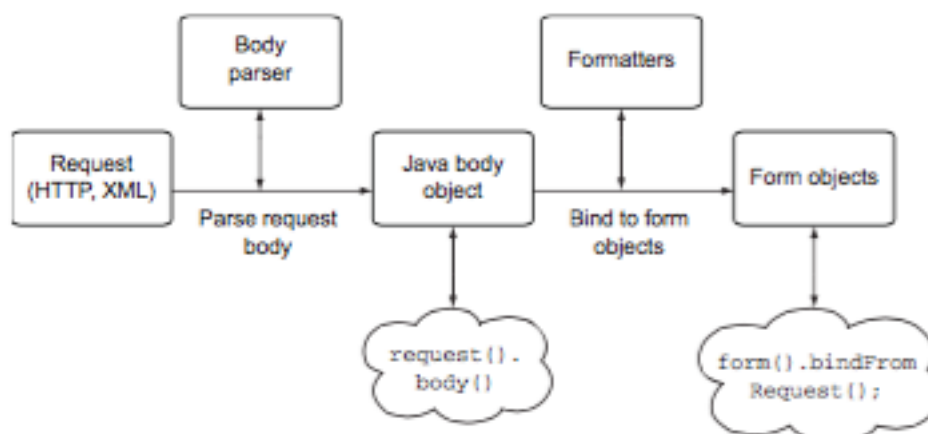 Body
parser
Formatters
Request
(HTTP, XML)
Java body
object
Form objects
Parse request
body
Bind to form
objects
request().
body()
form().bindFrom
Request();